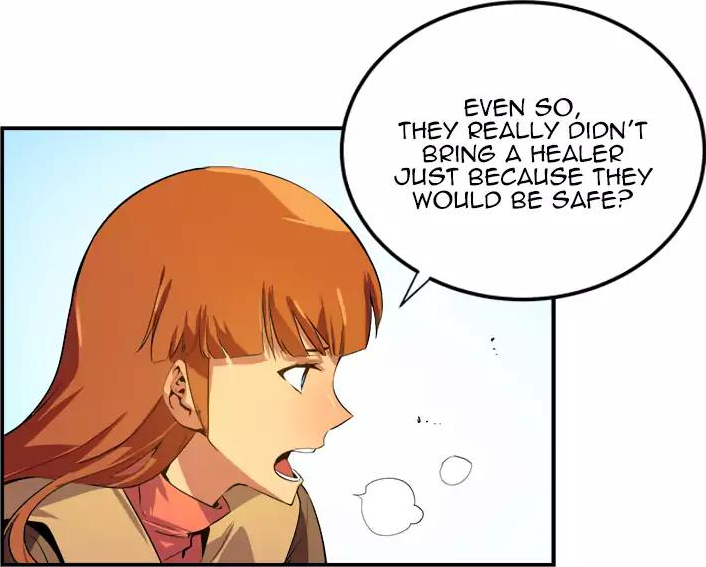 EVEN SO,
THEY REALLY DIDN'T
BRING A HEALER
JUST BECAUSE THEY
WOULD BE SAFE?